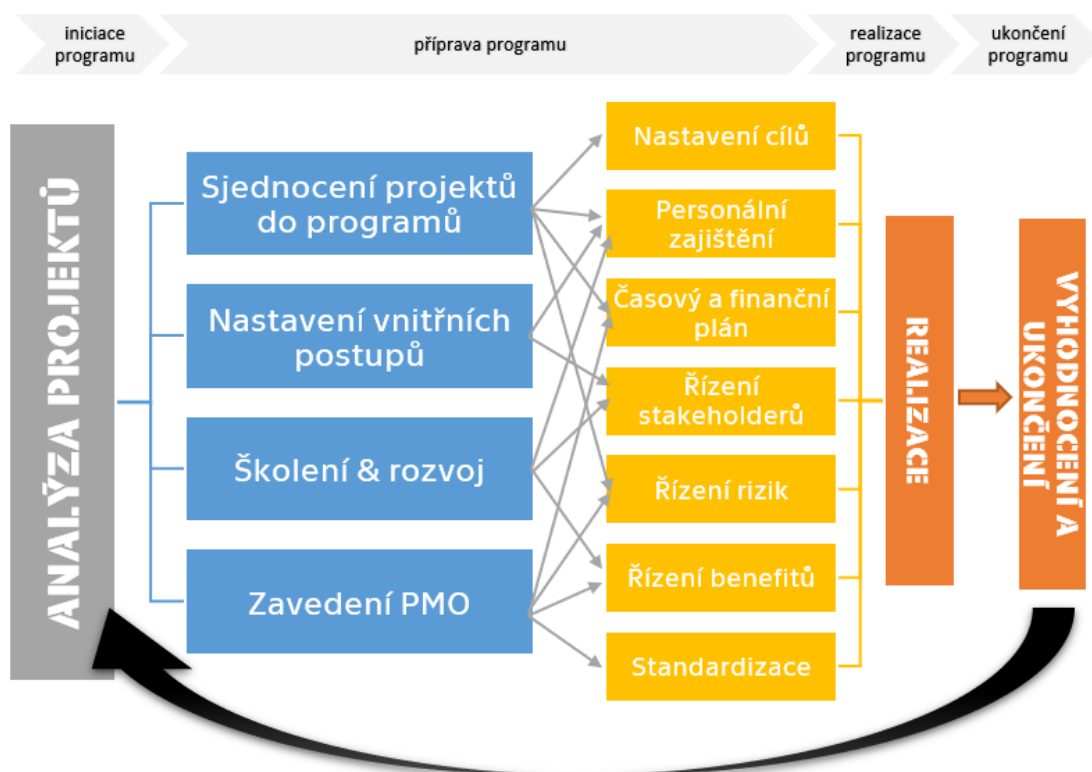 iniciace
programu
příprava programu
realizace
programu
ukončení
programu
ANALÝZA PROJEKTŮ
Sjednocení projektů
do programů
Nastavení vnitřních
postupů
Školení & rozvoj
Zavedení PMO
Nastavení cílů
Personální
zajištění
Časový a finanční
plán
Řízení
stakeholderů
Řízení rizik
Řízení benefitů
Standardizace
REALIZACE
VYHODNOCENÍ A
UKONČENÍ